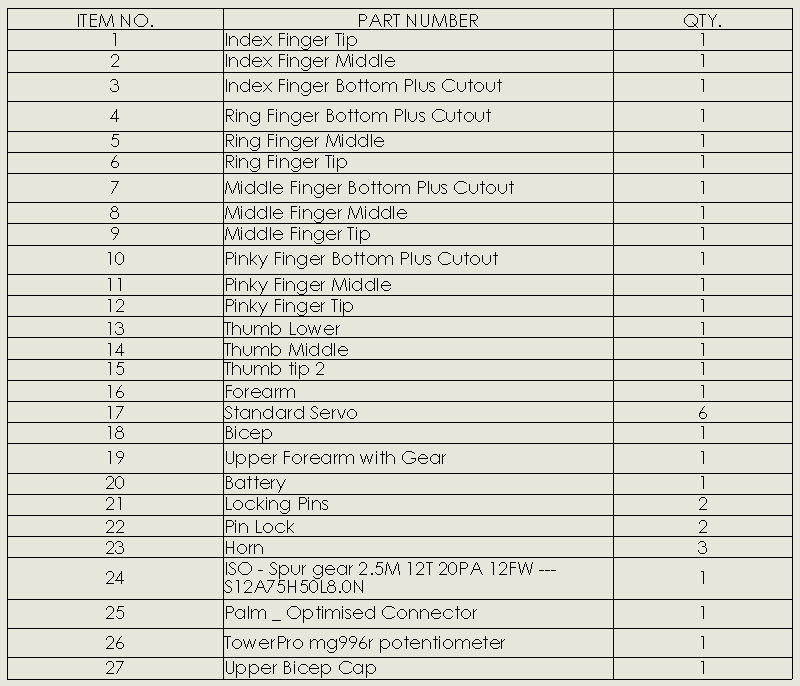 ITEM NO. PART NUMBER QTY.
1 Index Finger Tip 1
2 Index Finger Middle 1
3 Index Finger Bottom Plus Cutout 1
4 Ring Finger Bottom Plus Cutout 1
5 Ring Finger Middle 1
6 Ring Finger Tip 1
7 Middle Finger Bottom Plus Cutout 1
8 Middle Finger Middle 1
9 Middle Finger Tip 1
10 Pinky Finger Bottom Plus Cutout 1
11 Pinky Finger Middle 1
12 Pinky Finger Tip 1
13 Thumb Lower 1
14 Thumb Middle 1
15 Thumb tip 2 1
16 Forearm 1
17 Standard Servo 6
18 Bicep 1
19 Upper Forearm with Gear 1
20 Battery 1
21 Locking Pins 2
22 Pin Lock 2
23 Horn 3
24 ISO - Spur gear 2.5M 12T 20PA 12FW --- 1
S12A75H50L8.0N
25 Palm _ Optimised Connector 1
26 TowerPro mg996r potentiometer 1
27 Upper Bicep Cap 1